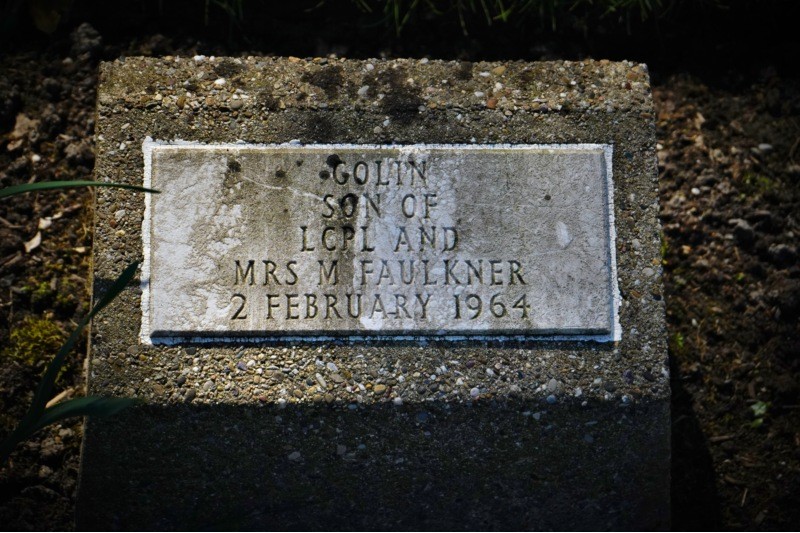 COLIN
SON OF
LCPL AND
MRS M FAULKNER
2 FEBRUARY 1964